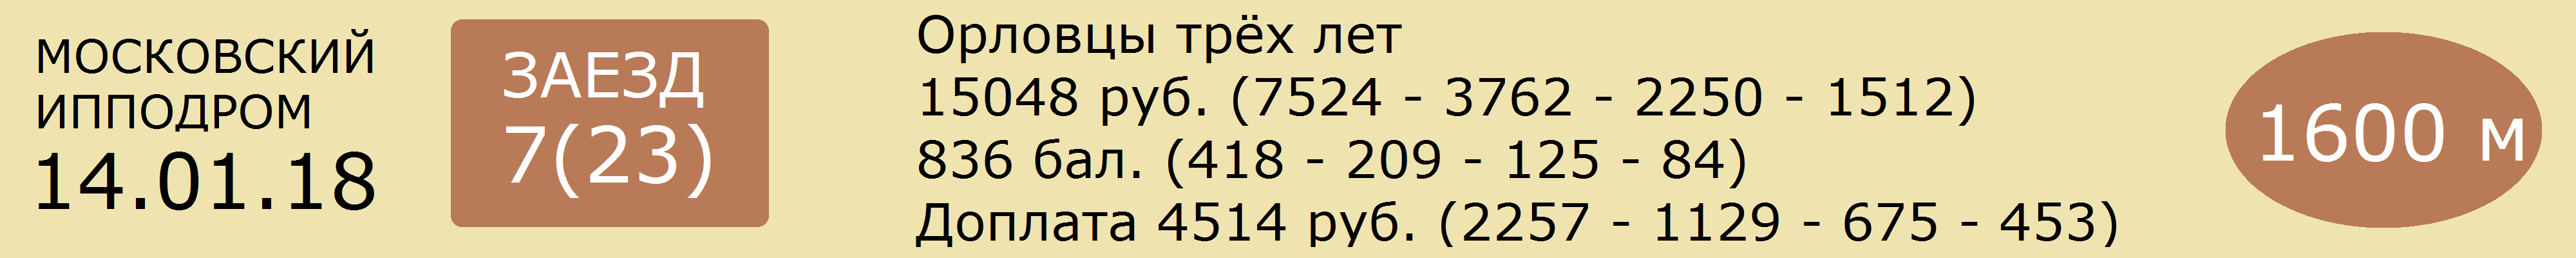 МОСКОВСКИЙ
ИППОДРОМ
14.01.18
ЗАЕЗД
7(23)
Орловцы трёх лет
15048 руб. (7524 - 3762 - 2250 - 1512)
836 бал. (418 - 209 - 125 - 84)
Доплата 4514 руб. (2257 - 1129 - 675 - 453)
1600 м